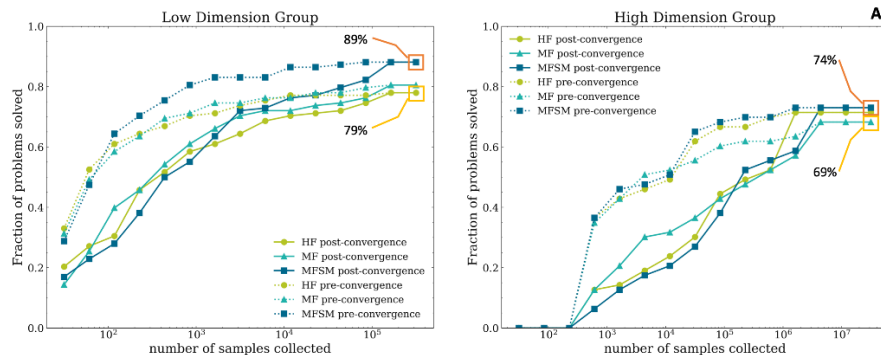 Low Dimension Group
89%
79%
Fraction of problems solved
1.0
0.8
0.6
0.4
0.2
0.0
HF post-convergence
MF post-convergence
MFSM post-convergence
HF pre-convergence
MF pre-convergence
MFSM pre-convergence
10²
10³
10⁴
10⁵
number of samples collected
High Dimension Group
A
HF post-convergence
MF post-convergence
MFSM post-convergence
HF pre-convergence
MF pre-convergence
MFSM pre-convergence
74%
69%
Fraction of problems solved
1.0
0.8
0.6
0.4
0.2
0.0
10²
10³
10⁴
10⁵
10⁶
10⁷
number of samples collected